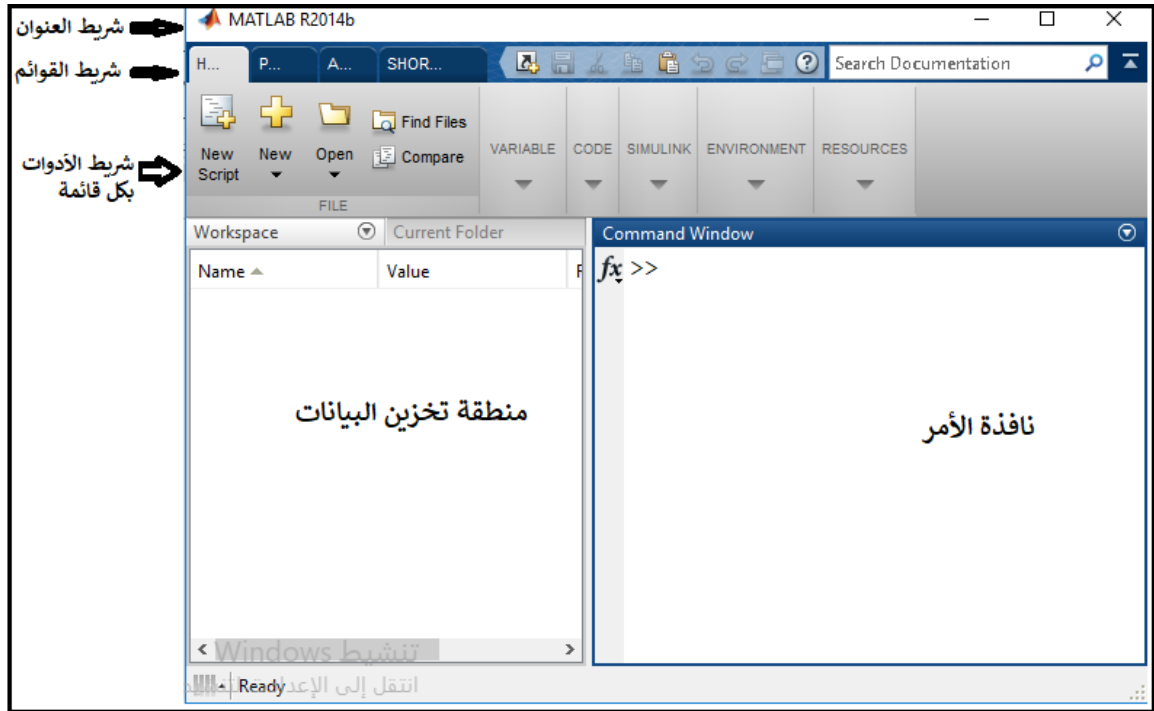 شريط العنوان
MATLAB R2014b
شريط القوائم
H... P... A... SHOR... Search Documentation
شريط الأدوات
بكل قائمة
New Script
New
Open
Find Files
Compare
FILE
VARIABLE CODE SIMULINK ENVIRONMENT RESOURCES
Workspace Current Folder Command Window
Name Value
fx >>
منطقة تخزين البيانات
نافذة الأمر
تنشيط Windows
Ready
انتقل إلى